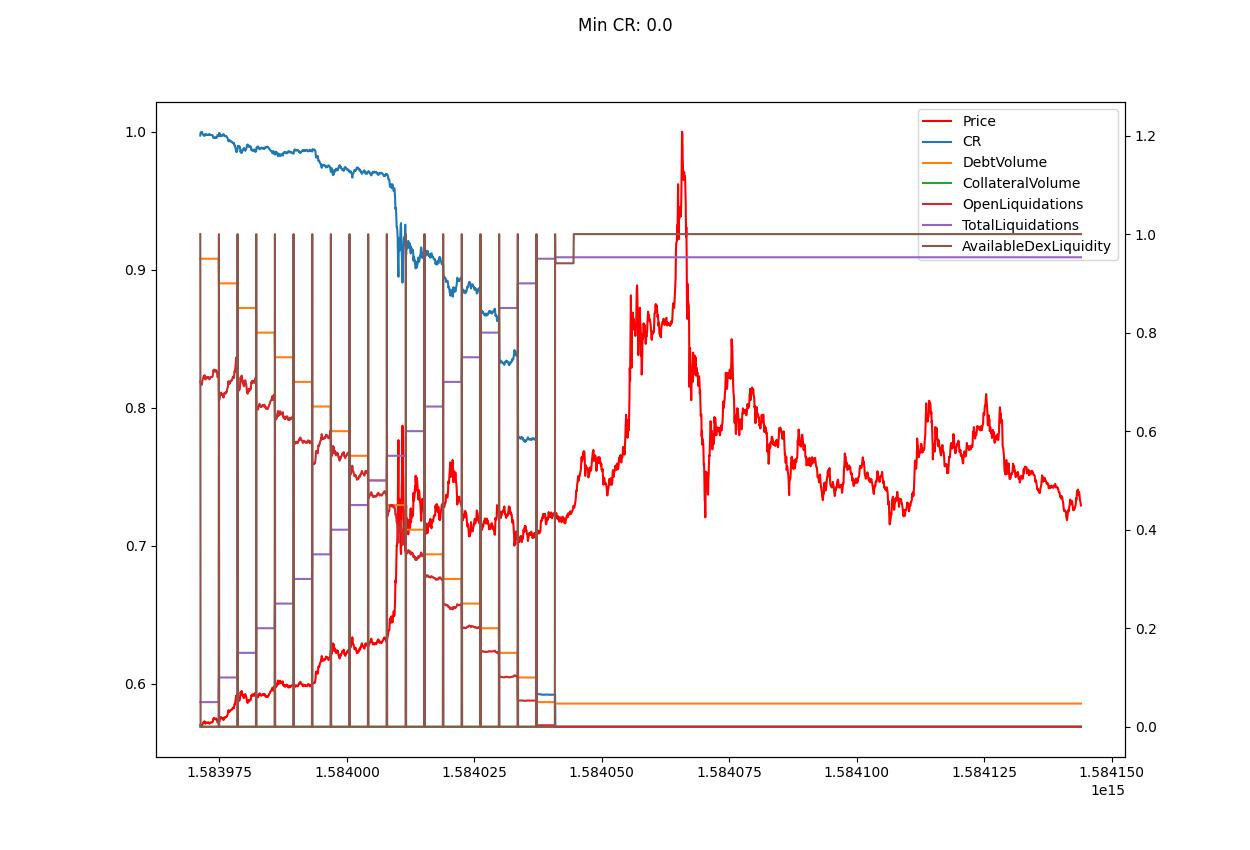 Min CR: 0.0
1.0
0.9
0.8
0.7
0.6
1.2
1.0
0.8
0.6
0.4
0.2
0.0
Price
CR
DebtVolume
CollateralVolume
OpenLiquidations
TotalLiquidations
AvailableDexLiquidity
1.583975 1.584000 1.584025 1.584050 1.584075 1.584100 1.584125 1.584150
1e15